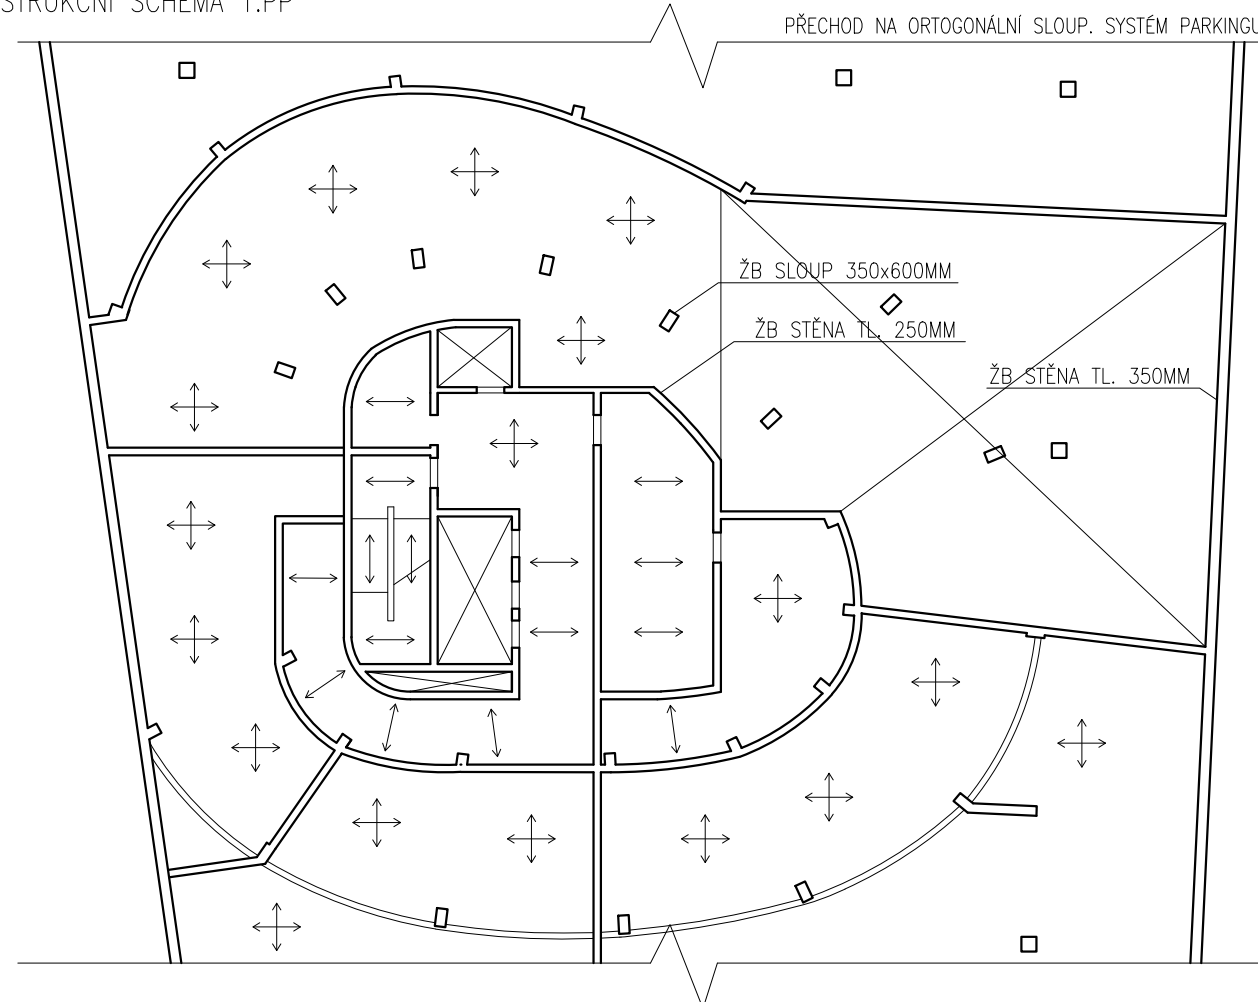 STRUKČNÍ SCHÉMA 1.PP
PŘECHOD NA ORTOGONÁLNÍ SLOUP. SYSTÉM PARKINGU
ŽB SLOUP 350x600MM
ŽB STĚNA TL. 250MM
ŽB STĚNA TL. 350MM